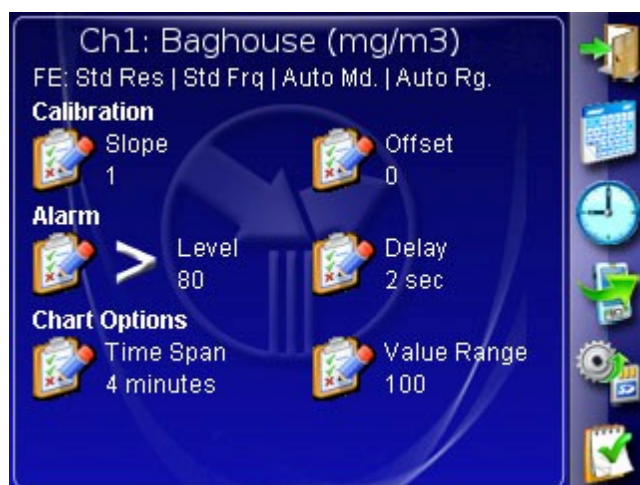 Ch1: Baghouse (mg/m3)
FE: Std Res | Std Frq | Auto Md. | Auto Rg.
Calibration
Slope
1
Offset
0
Alarm
>
Level
80
Delay
2 sec
Chart Options
Time Span
4 minutes
Value Range
100